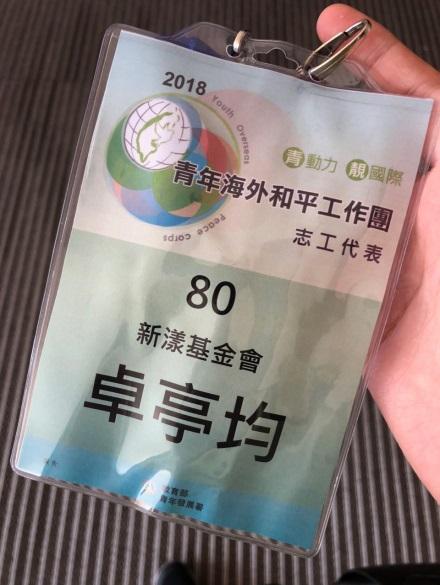 2018
Youth Overseas
Peace Corps
青動力 靚國際
青年海外和平工作團
志工代表
80
新漾基金會
卓亭均
教育部
青年發展署